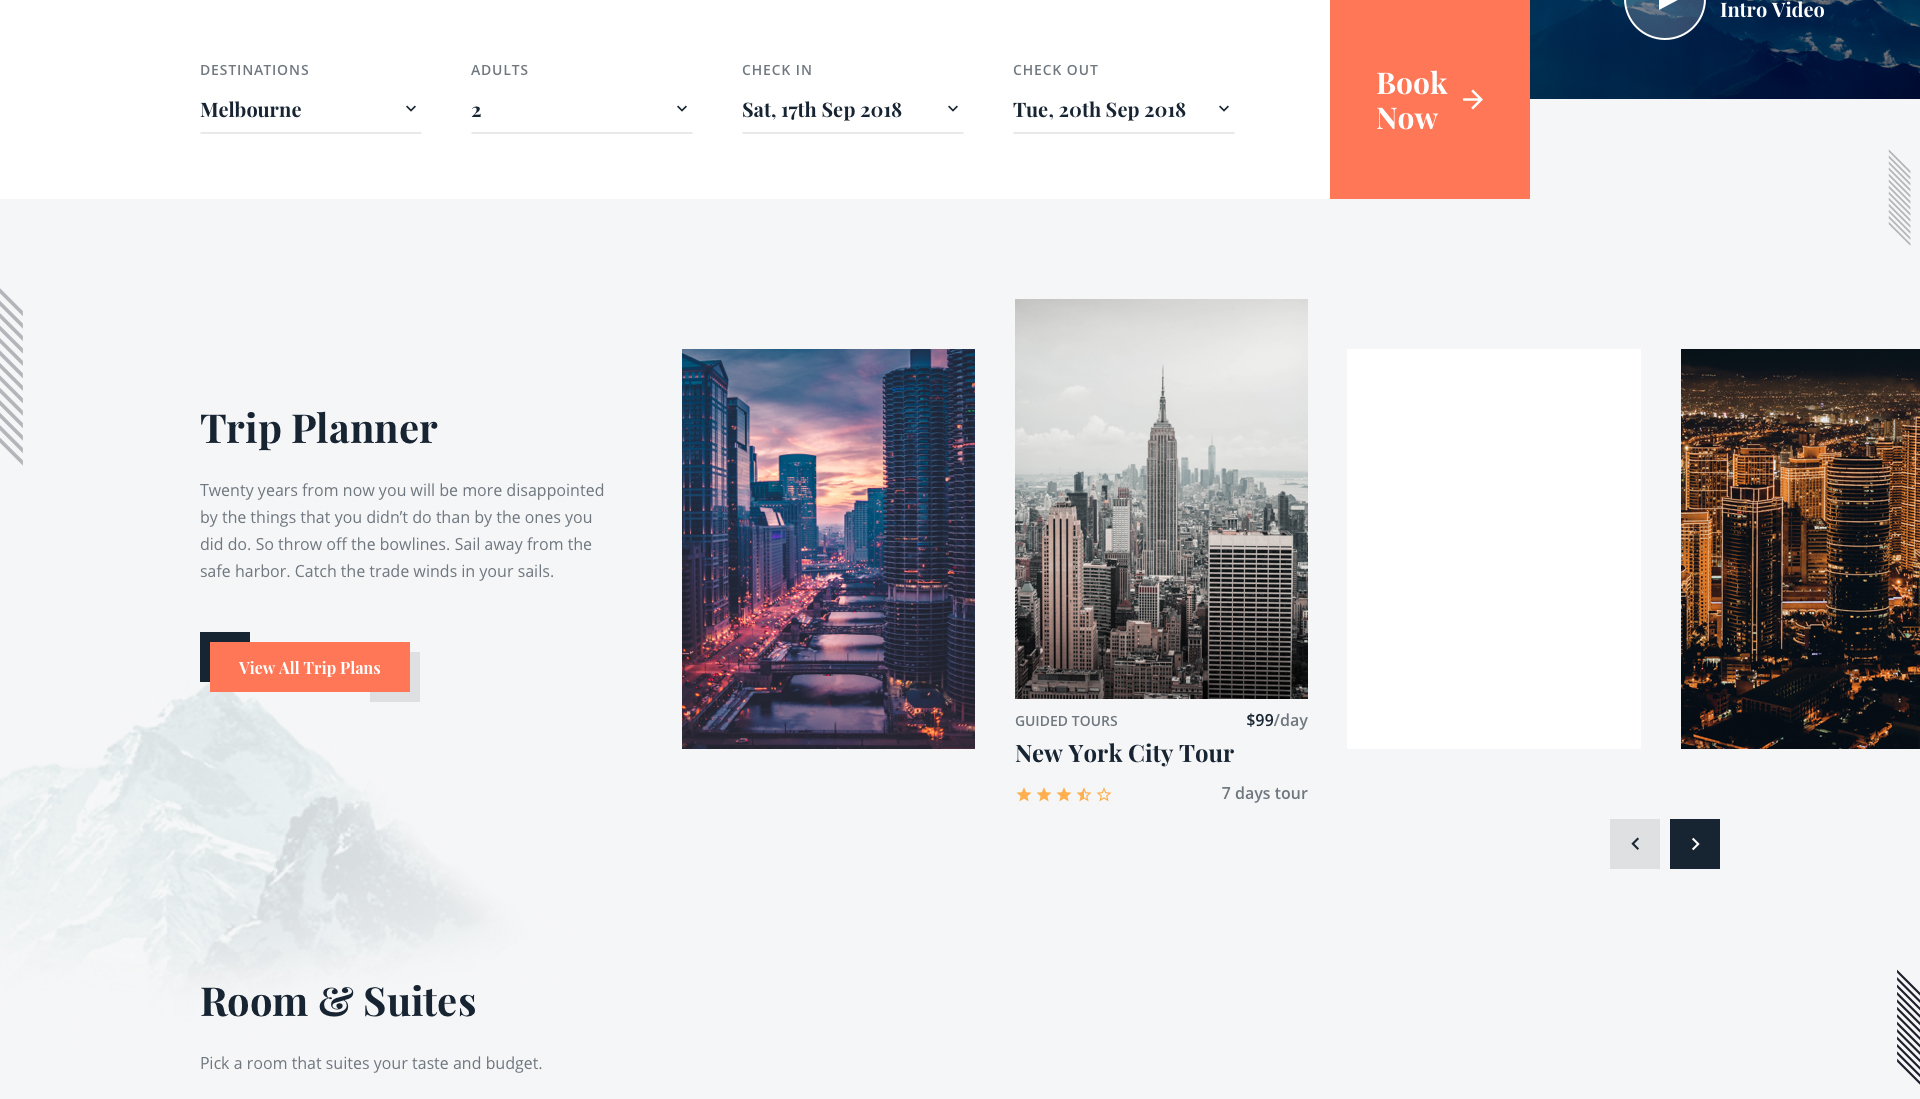 Intro Video
DESTINATIONS
Melbourne
ADULTS
2
CHECK IN
Sat, 17th Sep 2018
CHECK OUT
Tue, 20th Sep 2018
Book
Now
Trip Planner
Twenty years from now you will be more disappointed
by the things that you didn’t do than by the ones you
did do. So throw off the bowlines. Sail away from the
safe harbor. Catch the trade winds in your sails.
View All Trip Plans
GUIDED TOURS
$99/day
New York City Tour
7 days tour
Room & Suites
Pick a room that suites your taste and budget.